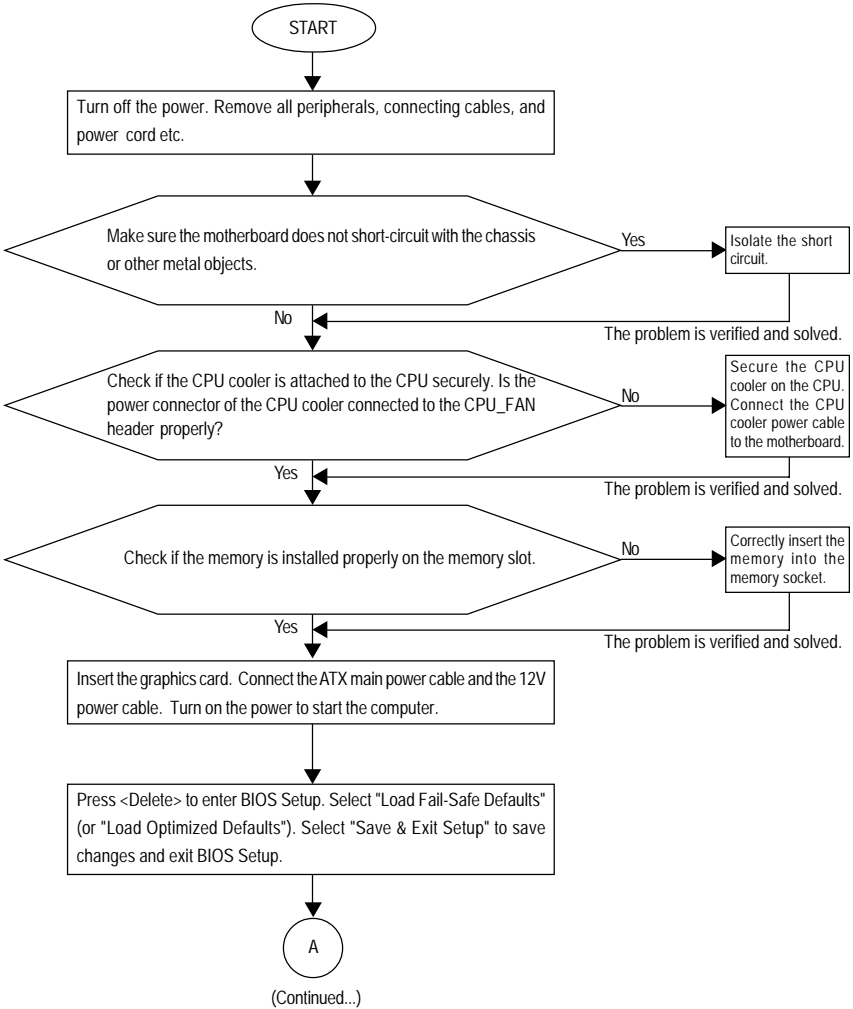 START
Turn off the power. Remove all peripherals, connecting cables, and
power cord etc.
Make sure the motherboard does not short-circuit with the chassis
or other metal objects.
Yes
Isolate the short
circuit.
No
The problem is verified and solved.
Check if the CPU cooler is attached to the CPU securely. Is the
power connector of the CPU cooler connected to the CPU_FAN
header properly?
No
Secure the CPU
cooler on the CPU.
Connect the CPU
cooler power cable
to the motherboard.
Yes
The problem is verified and solved.
Check if the memory is installed properly on the memory slot.
No
Correctly insert the
memory into the
memory socket.
Yes
The problem is verified and solved.
Insert the graphics card. Connect the ATX main power cable and the 12V
power cable. Turn on the power to start the computer.
Press <Delete> to enter BIOS Setup. Select "Load Fail-Safe Defaults"
(or "Load Optimized Defaults"). Select "Save & Exit Setup" to save
changes and exit BIOS Setup.
A
(Continued...)